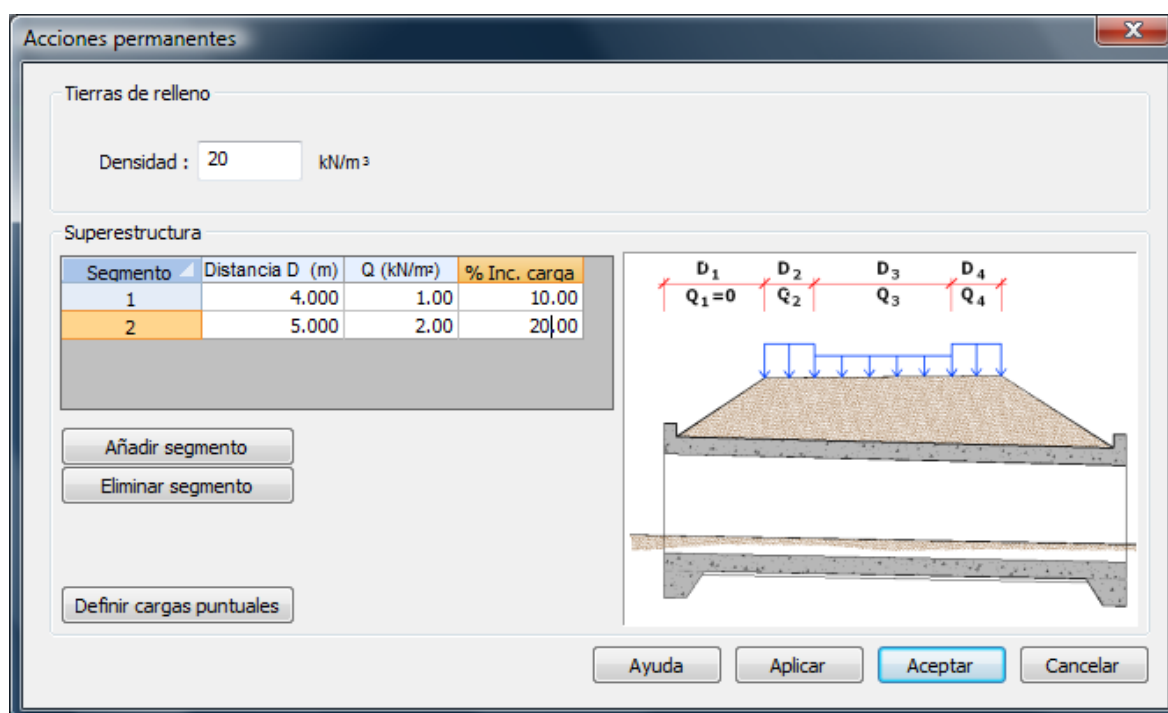 Acciones permanentes
Tierras de relleno
Densidad : 20 kN/m³
Superestructura
Segmento Distancia D (m) Q (kN/m²) % Inc. carga
1 4.000 1.00 10.00
2 5.000 2.00 20.00
D₁ D₂ D₃ D₄
Q₁=0 Q₂ Q₃ Q₄
Añadir segmento
Eliminar segmento
Definir cargas puntuales
Ayuda Aplicar Aceptar Cancelar